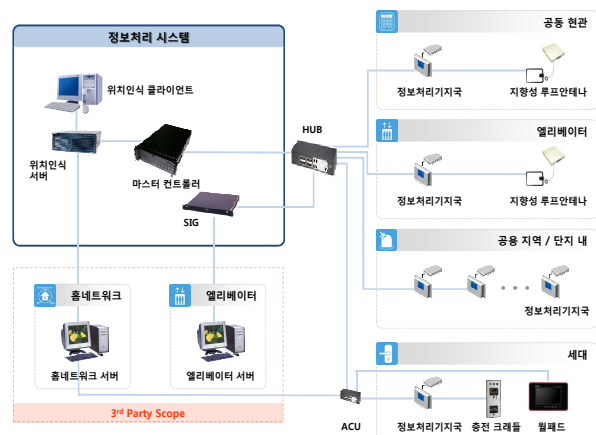 정보처리 시스템
위치인식 클라이언트
위치인식
서버
마스터 컨트롤러
SIG
HUB
공동 현관
정보처리기지국
지향성 루프안테나
엘리베이터
정보처리기지국
지향성 루프안테나
공용 지역 / 단지 내
정보처리기지국
홈네트워크
홈네트워크 서버
엘리베이터
엘리베이터 서버
3rd Party Scope
세대
ACU
정보처리기지국
충전 크래들
월패드